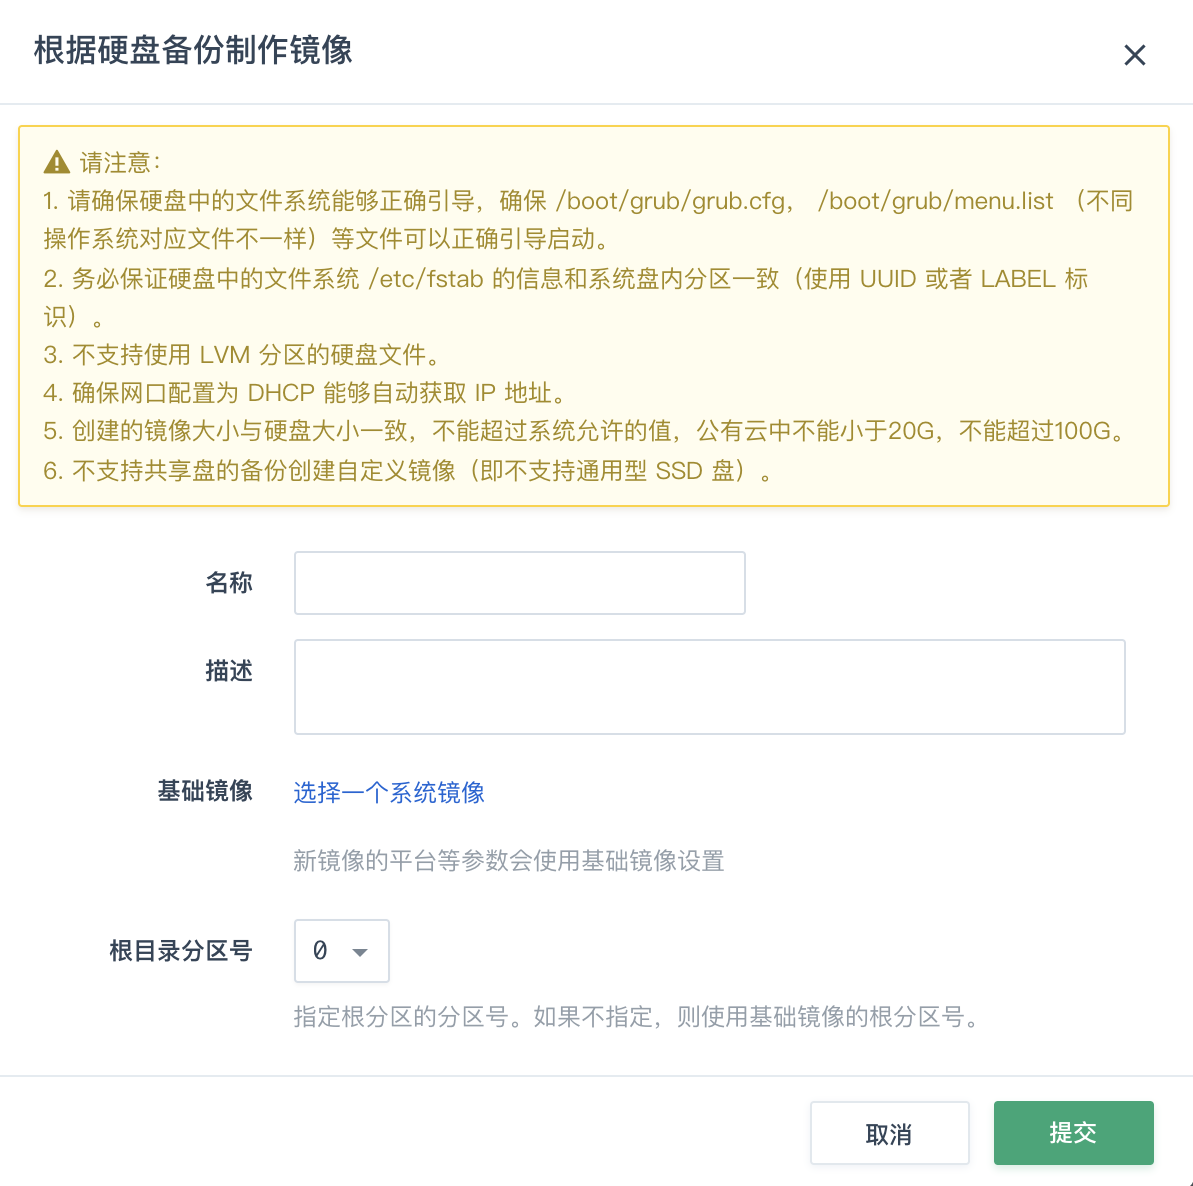 根据硬盘备份制作镜像
请注意：
1. 请确保硬盘中的文件系统能够正确引导，确保 /boot/grub/grub.cfg， /boot/grub/menu.list （不同
操作系统对应文件不一样）等文件可以正确引导启动。
2. 务必保证硬盘中的文件系统 /etc/fstab 的信息和系统盘内分区一致（使用 UUID 或者 LABEL 标
识）。
3. 不支持使用 LVM 分区的硬盘文件。
4. 确保网口配置为 DHCP 能够自动获取 IP 地址。
5. 创建的镜像大小与硬盘大小一致，不能超过系统允许的值，公有云中不能小于20G，不能超过100G。
6. 不支持共享盘的备份创建自定义镜像（即不支持通用型 SSD 盘）。
名称
描述
基础镜像 选择一个系统镜像
新镜像的平台等参数会使用基础镜像设置
根目录分区号 0
指定根分区的分区号。如果不指定，则使用基础镜像的根分区号。
取消 提交